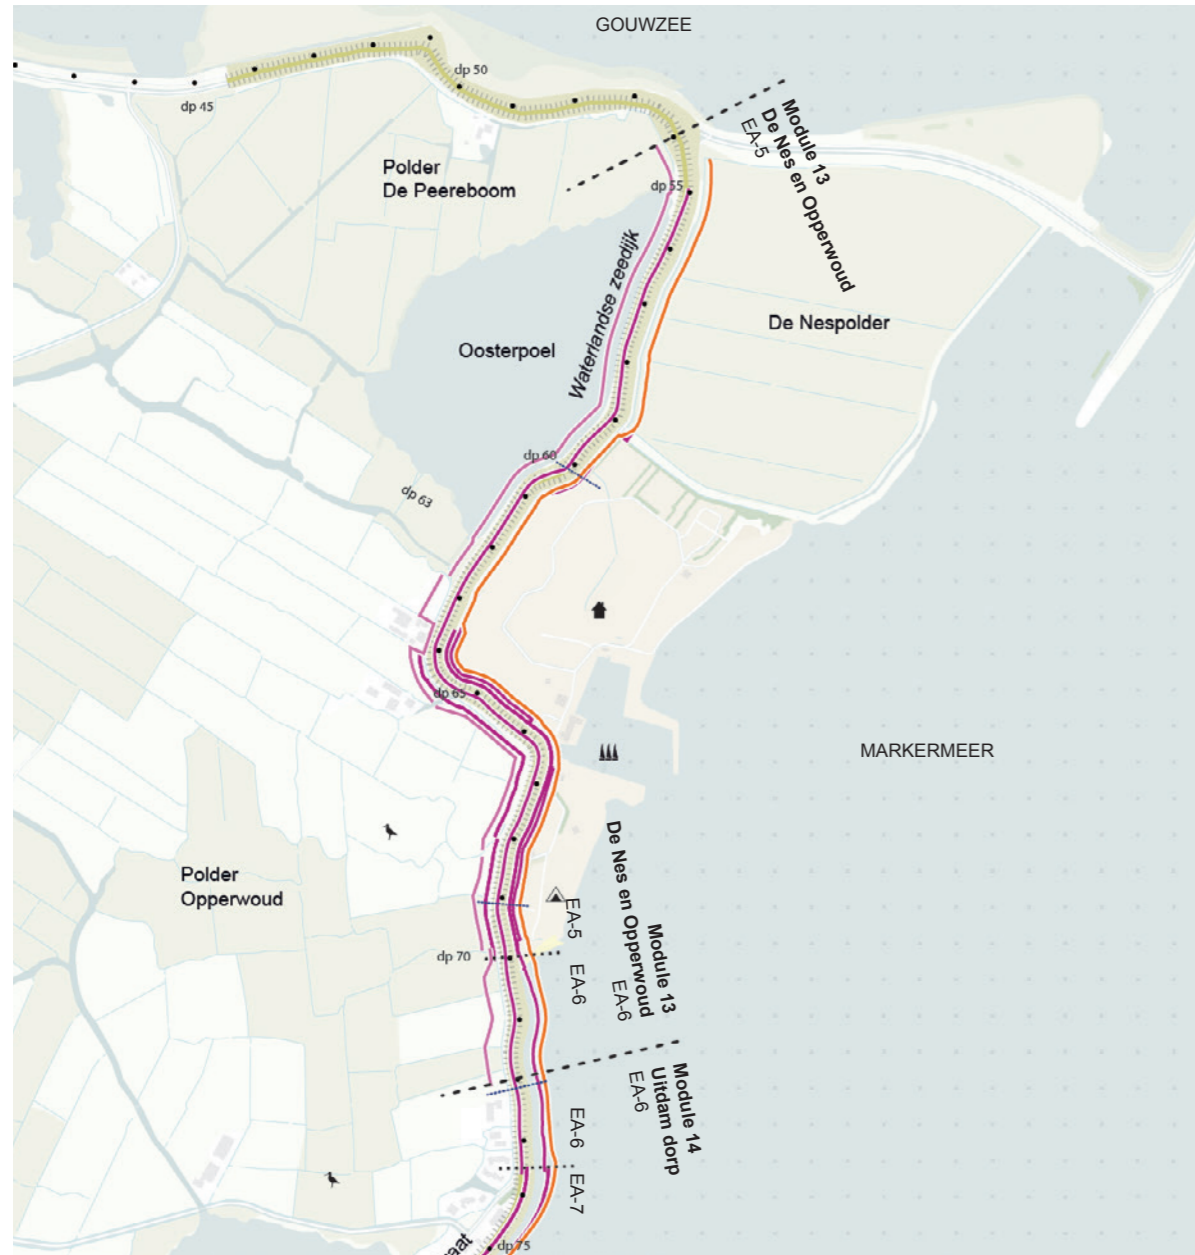 GOUWZEE
dp 50
dp 45
Module 13
De Nes en Opperwoud
EA-5
Polder
De Peereboom
dp 55
Waterlandse zeedijk
De Nespolder
Oosterpoel
dp 60
dp 63
dp 65
MARKERMEER
Polder
Opperwoud
EA-5
Module 13
De Nes en Opperwoud
EA-6
dp 70
EA-6
Module 14
Uitdam dorp
EA-6
EA-6
EA-7
aat
dp 75